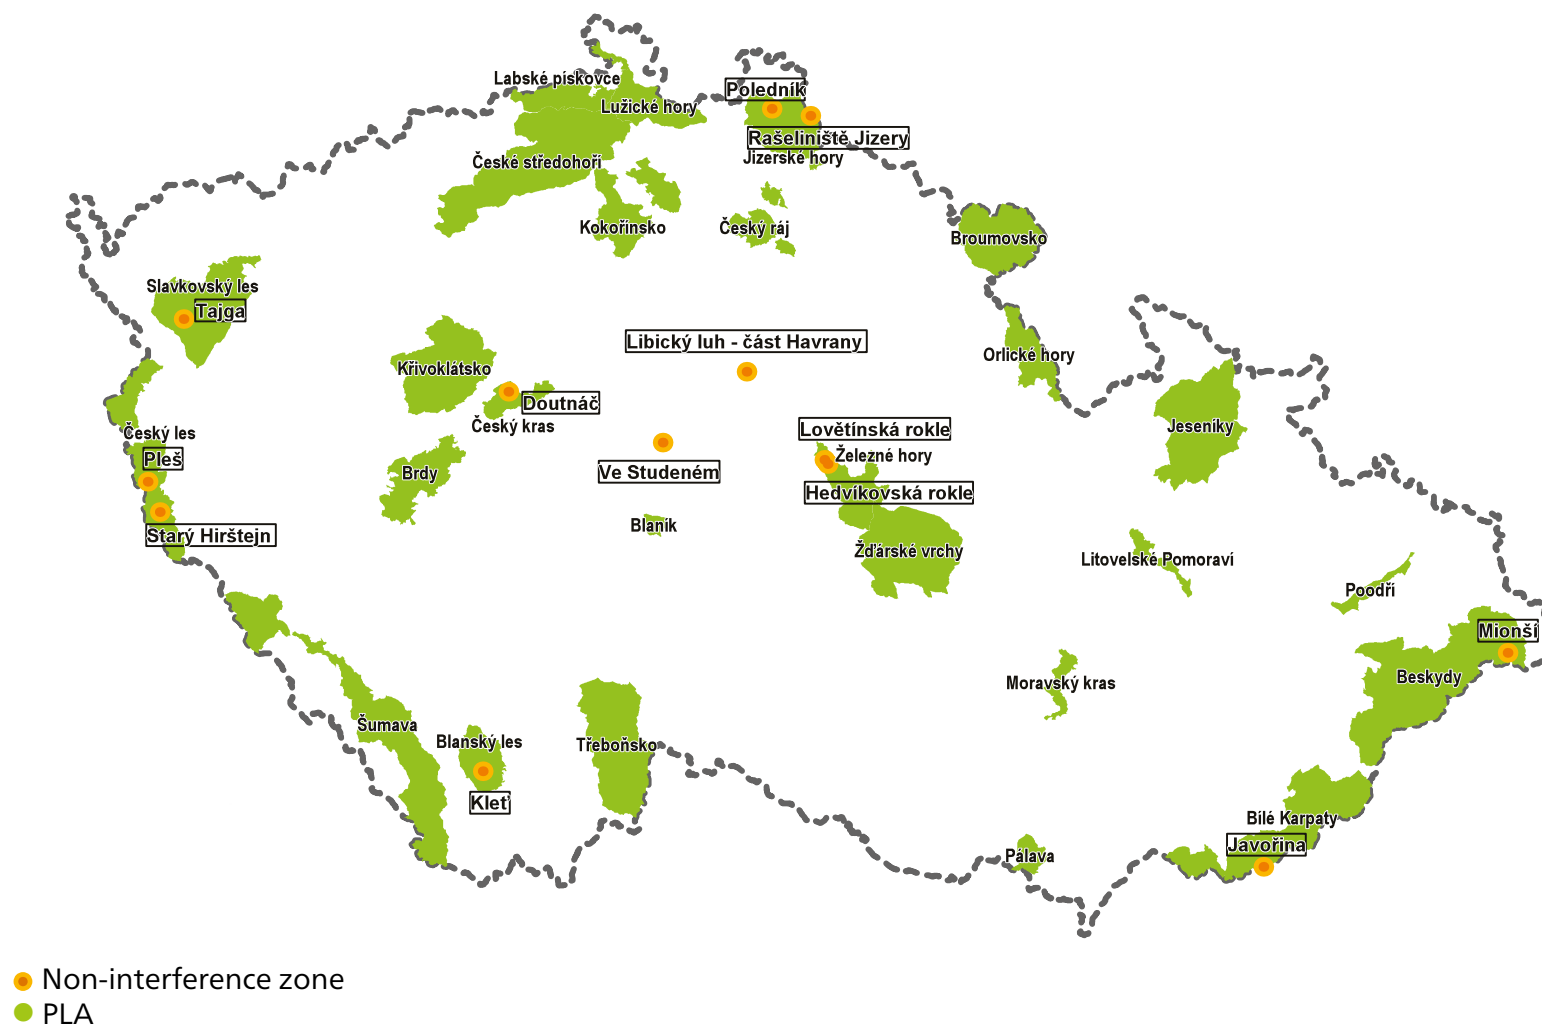 Labské pískovce
Poledník
Lužické hory
Rašeliniště Jizery
Jizerské hory
České středohoří
Kokořínsko
Český ráj
Broumovsko
Slavkovský les
Tajga
Libický luh - část Havrany
Orlické hory
Křivoklátsko
Doutnáč
Český kras
Jeseníky
Český les
Pleš
Lovětínská rokle
Železné hory
Brdy
Ve Studeném
Hedvíkovská rokle
Starý Hirštejn
Blaník
Žďárské vrchy
Litovelské Pomoraví
Poodří
Mionší
Beskydy
Moravský kras
Šumava
Blanský les
Třeboňsko
Kleť
Bílé Karpaty
Javořina
Pálava
Non-interference zone
PLA